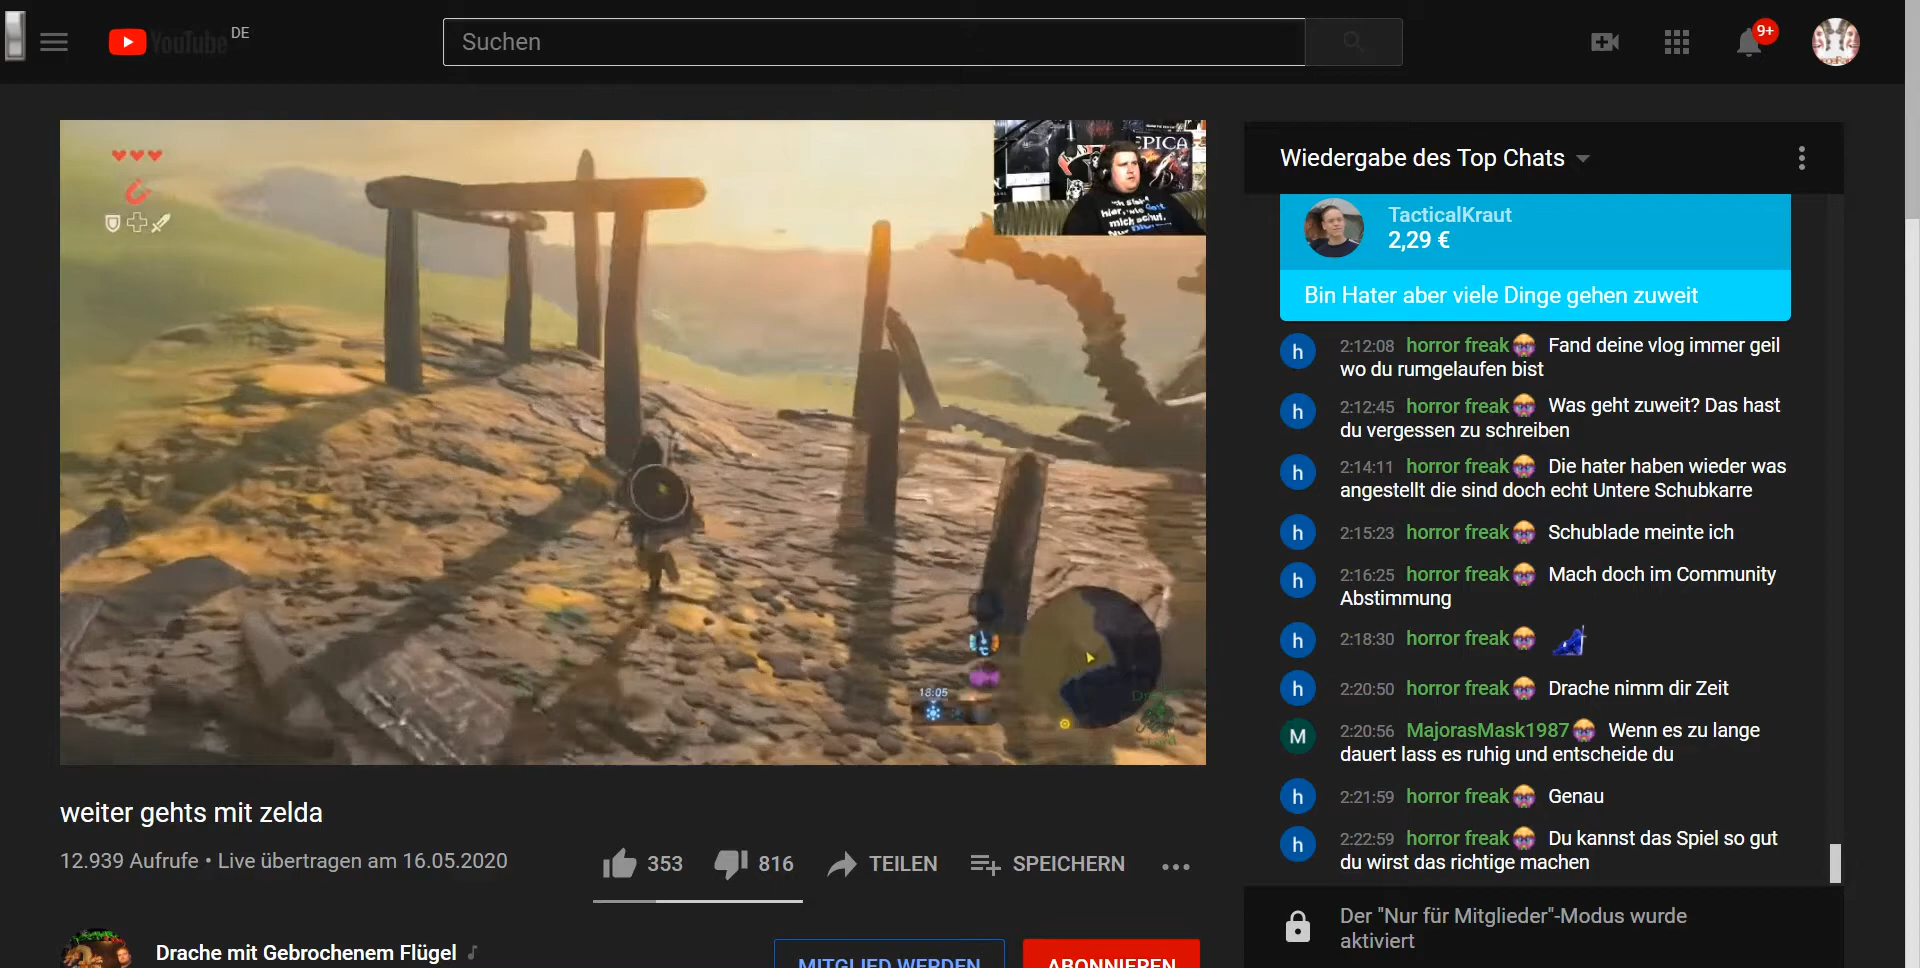 YouTube DE
Suchen
9+
EPICA
Wiedergabe des Top Chats
TacticalKraut
2,29 €
Bin Hater aber viele Dinge gehen zuweit
h 2:12:08 horror freak Fand deine vlog immer geil
wo du rumgelaufen bist
h 2:12:45 horror freak Was geht zuweit? Das hast
du vergessen zu schreiben
h 2:14:11 horror freak Die hater haben wieder was
angestellt die sind doch echt Untere Schubkarre
h 2:15:23 horror freak Schublade meinte ich
h 2:16:25 horror freak Mach doch im Community
Abstimmung
h 2:18:30 horror freak
h 2:20:50 horror freak Drache nimm dir Zeit
M 2:20:56 MajorasMask1987 Wenn es zu lange
dauert lass es ruhig und entscheide du
h 2:21:59 horror freak Genau
h 2:22:59 horror freak Du kannst das Spiel so gut
du wirst das richtige machen
Der "Nur für Mitglieder"-Modus wurde
aktiviert
18:05
weiter gehts mit zelda
12.939 Aufrufe • Live übertragen am 16.05.2020
353 816 TEILEN SPEICHERN
Drache mit Gebrochenem Flügel
MITGLIED WERDEN ABONNIEREN